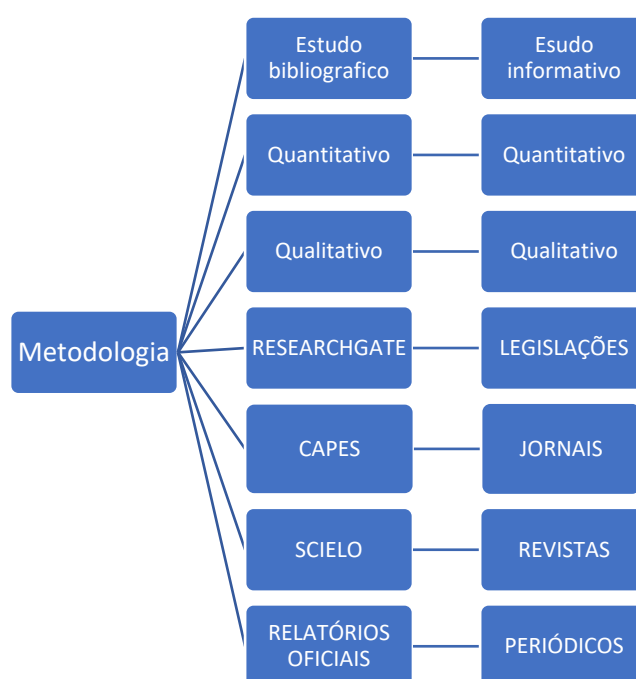 Estudo
bibliografico
Esudo
informativo
Quantitativo
Quantitativo
Qualitativo
Qualitativo
Metodologia
RESEARCHGATE
LEGISLAÇÕES
CAPES
JORNAIS
SCIELO
REVISTAS
RELATÓRIOS
OFICIAIS
PERIÓDICOS